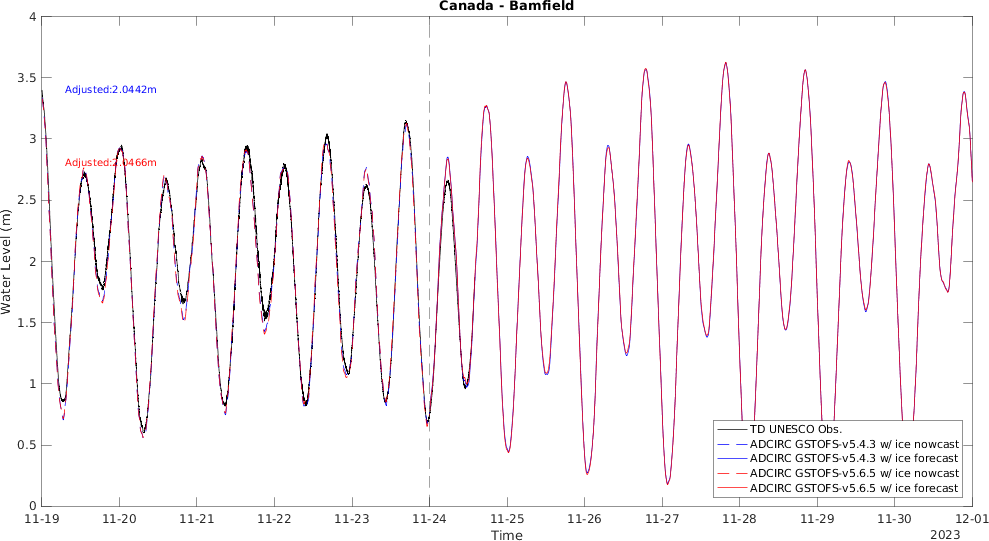 Canada - Bamfield
4
3.5
3
2.5
2
1.5
1
0.5
0
Water Level (m)
Adjusted:2.0442m
Adjusted:2.0466m
TD UNESCO Obs.
ADCIRC GSTOFS-v5.4.3 w/ ice nowcast
ADCIRC GSTOFS-v5.4.3 w/ ice forecast
ADCIRC GSTOFS-v5.6.5 w/ ice nowcast
ADCIRC GSTOFS-v5.6.5 w/ ice forecast
11-19 11-20 11-21 11-22 11-23 11-24 11-25 11-26 11-27 11-28 11-29 11-30 12-01
Time
2023